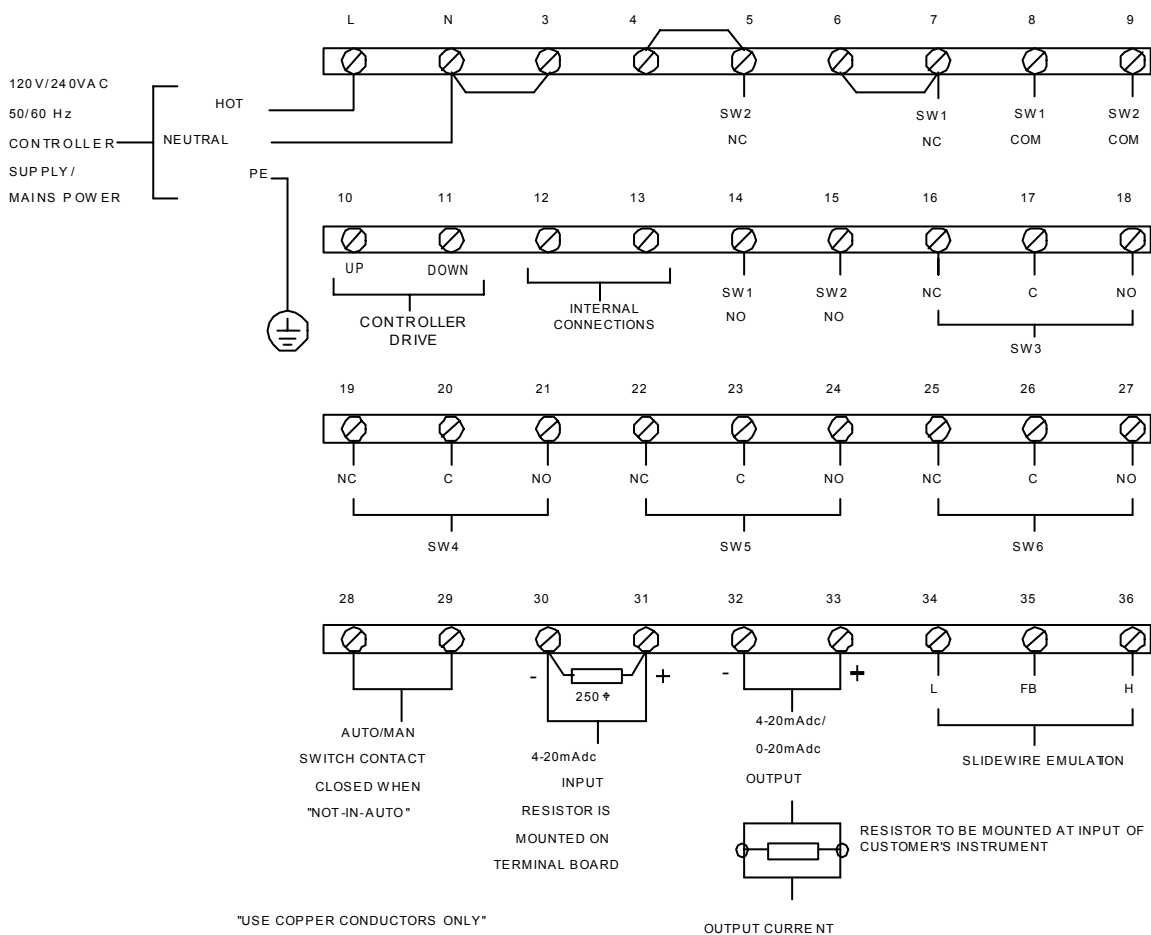 L N 3 4 5 6 7 8 9
120V/240VAC
50/60 Hz
CONTROLLER
SUPPLY/
MAINS POWER
HOT
NEUTRAL
PE
SW2 SW1 SW1 SW2
NC NC COM COM
10 11 12 13 14 15 16 17 18
UP DOWN
CONTROLLER
DRIVE
INTERNAL
CONNECTIONS
SW1 SW2 NC C NO
NO NO
SW3
19 20 21 22 23 24 25 26 27
NC C NO NC C NO NC C NO
SW4 SW5 SW6
28 29 30 31 32 33 34 35 36
- + - +
250
L FB H
AUTO/MAN
SWITCH CONTACT
CLOSED WHEN
"NOT-IN-AUTO"
4-20mAdc
INPUT
RESISTOR IS
MOUNTED ON
TERMINAL BOARD
4-20mAdc/
0-20mAdc
OUTPUT
SLIDEWIRE EMULATION
RESISTOR TO BE MOUNTED AT INPUT OF
CUSTOMER'S INSTRUMENT
"USE COPPER CONDUCTORS ONLY"
OUTPUT CURRENT